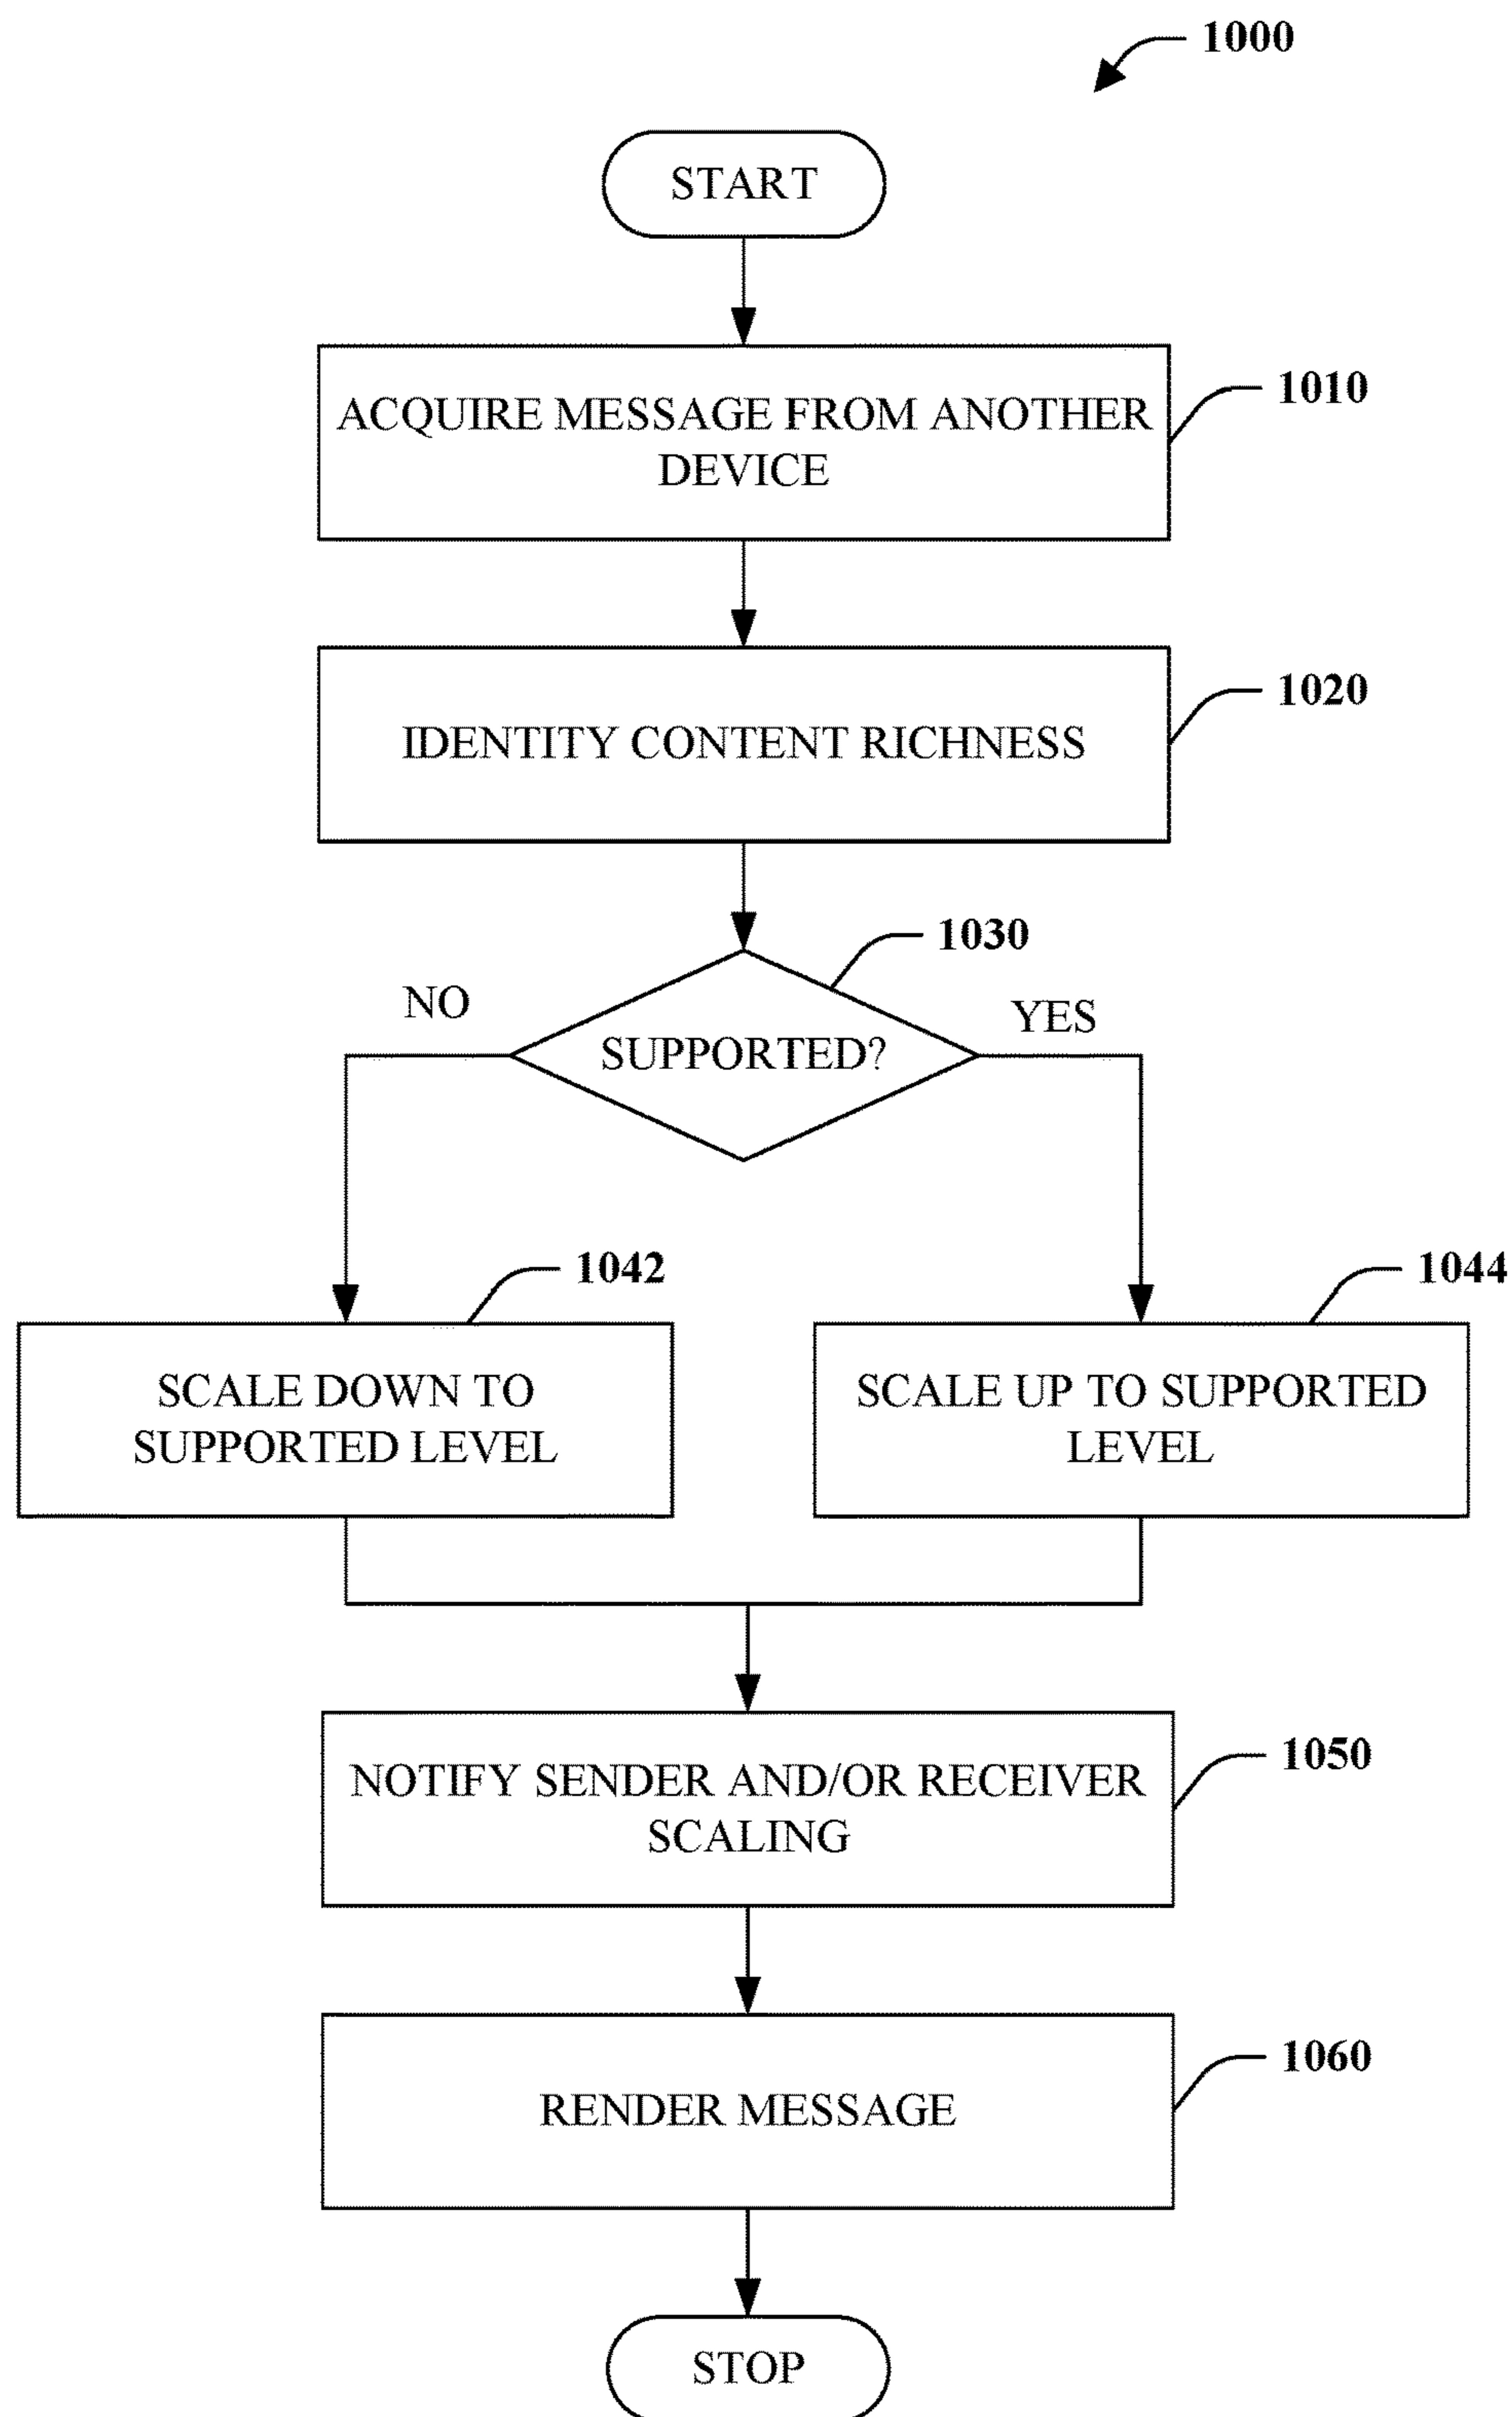 1000
START
ACQUIRE MESSAGE FROM ANOTHER
DEVICE
1010
IDENTITY CONTENT RICHNESS
1020
1030
NO
YES
SUPPORTED?
1042
1044
SCALE DOWN TO
SUPPORTED LEVEL
SCALE UP TO SUPPORTED
LEVEL
NOTIFY SENDER AND/OR RECEIVER
SCALING
1050
RENDER MESSAGE
1060
STOP